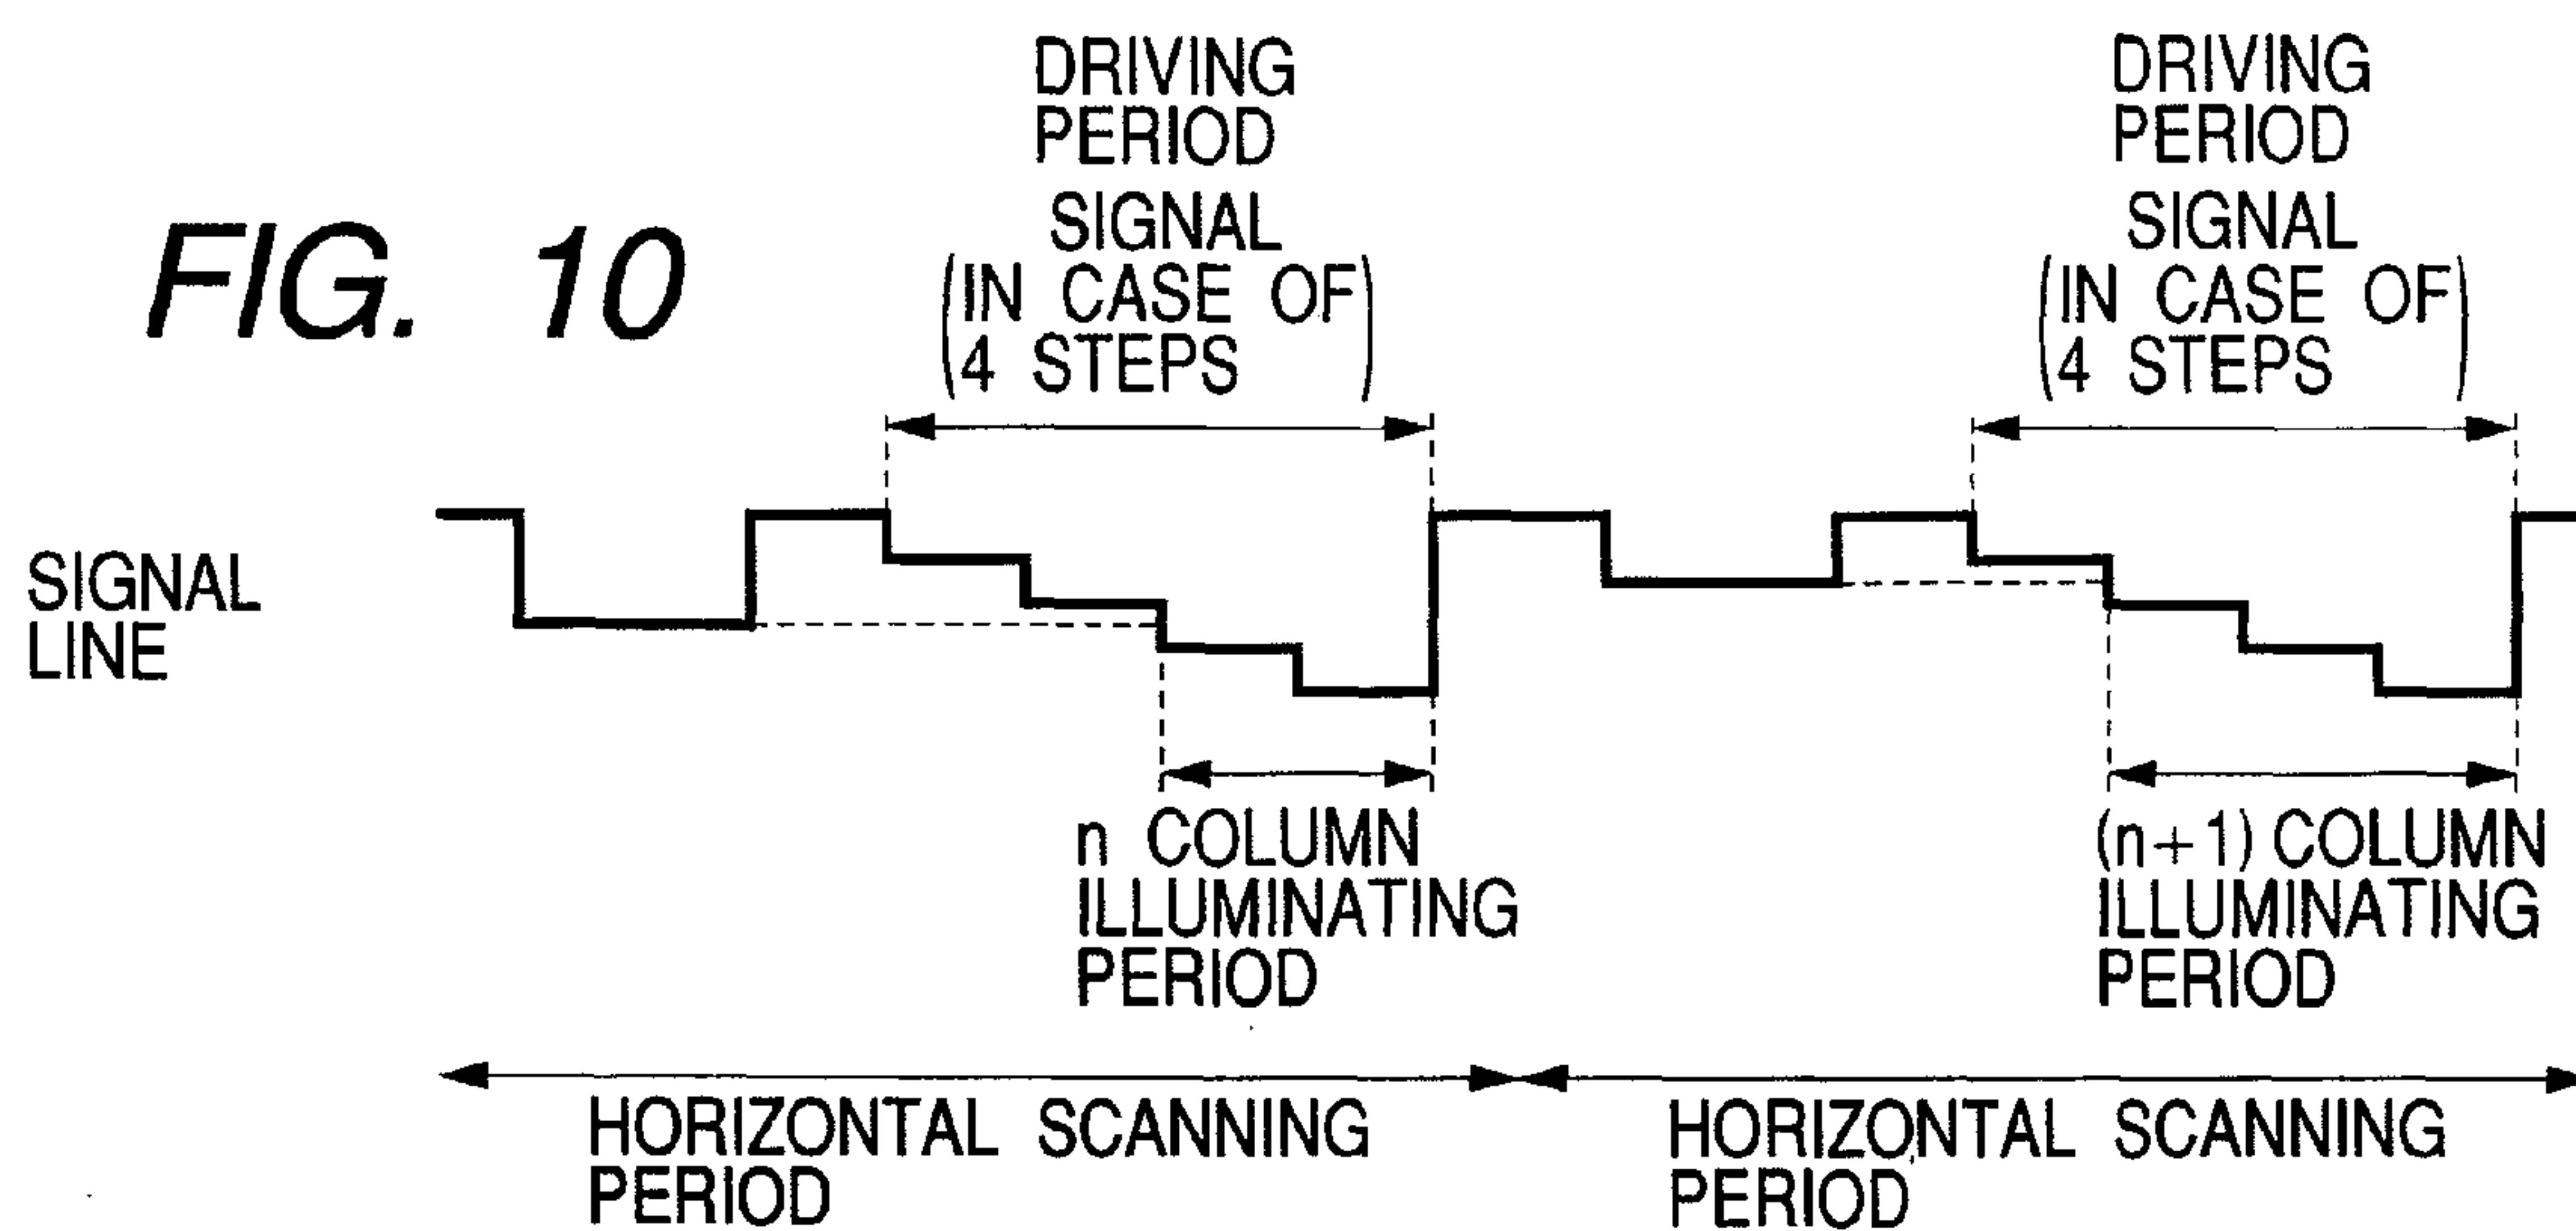 FIG. 10
DRIVING
PERIOD
SIGNAL
(IN CASE OF)
4 STEPS
DRIVING
PERIOD
SIGNAL
(IN CASE OF)
4 STEPS
SIGNAL
LINE
n COLUMN
ILLUMINATING
PERIOD
(n+1) COLUMN
ILLUMINATING
PERIOD
HORIZONTAL SCANNING
PERIOD
HORIZONTAL SCANNING
PERIOD